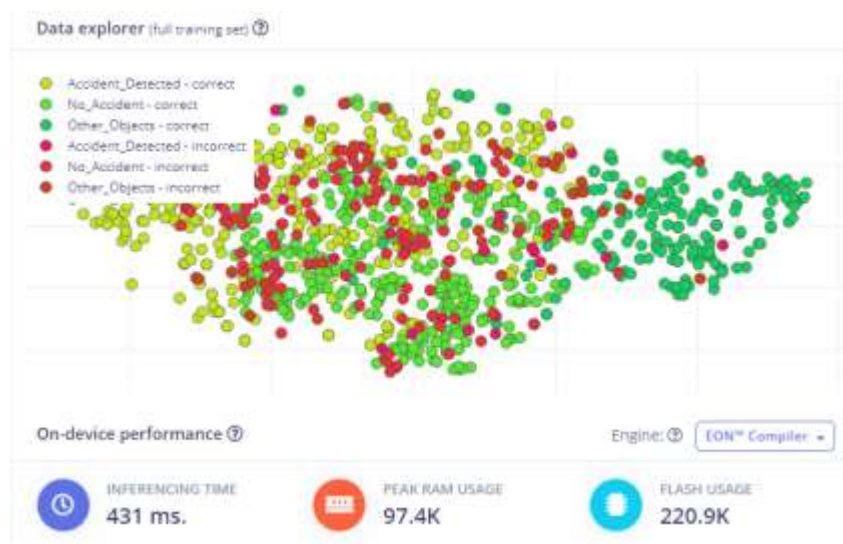 Data explorer (full training set)
Accident_Detected - correct
No_Accident - correct
Other_Objects - correct
Accident_Detected - incorrect
No_Accident - incorrect
Other_Objects - incorrect
On-device performance
Engine: EON™ Compiler
INFERENCING TIME
431 ms.
PEAK RAM USAGE
97.4K
FLASH USAGE
220.9K